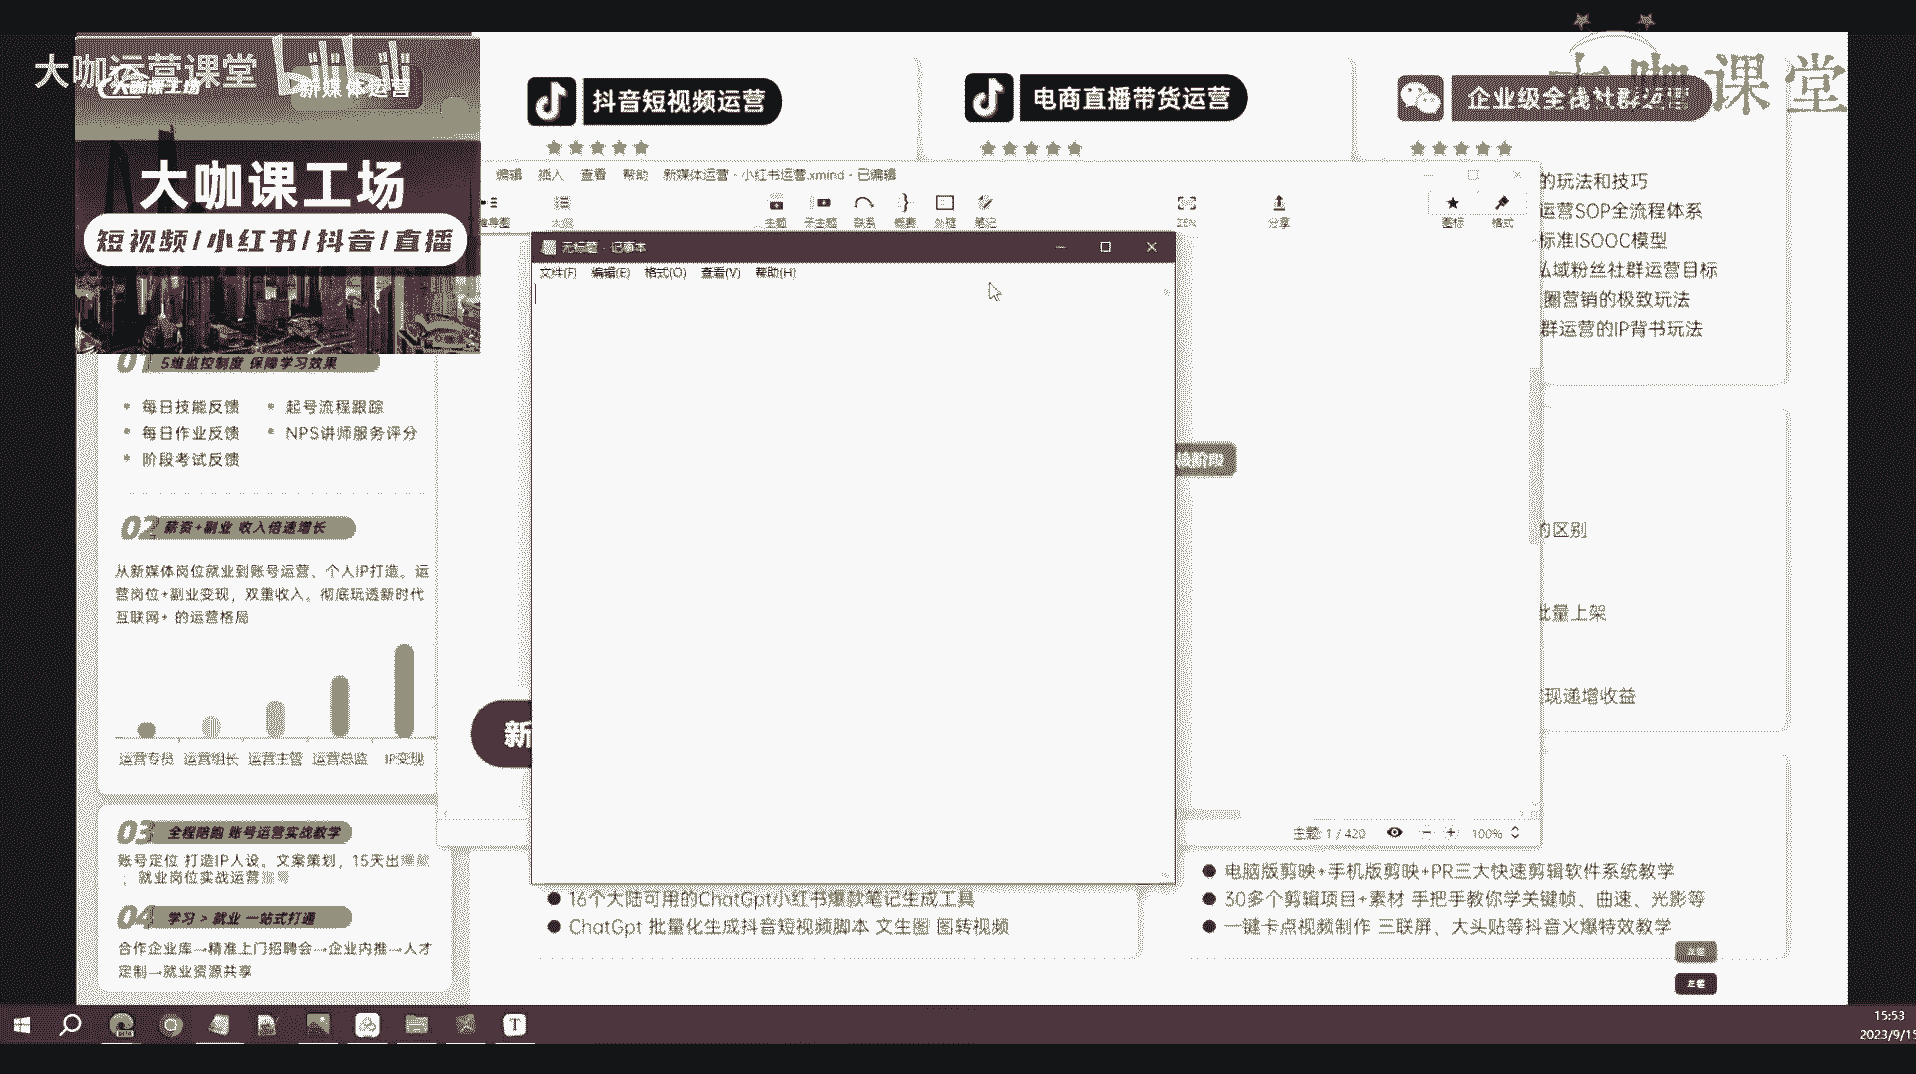 大咖运营课堂
bilibili
大咖课工场
新媒体运营
大咖课堂
大咖课工场
短视频/小红书/抖音/直播
01 5维监控制度 保障学习效果
每日技能反馈
起号流程跟踪
每日作业反馈
NPS讲师服务评分
阶段考试反馈
02 薪资+副业 收入倍速增长
从新媒体岗位就业到账号运营、个人IP打造。运
营岗位+副业变现，双重收入。彻底玩透新时代
互联网+ 的运营格局
运营专员 运营组长 运营主管 运营总监 IP变现
03 全程陪跑 账号运营实战教学
账号定位 打造IP人设。文案策划，15天出
；就业岗位实战运营
04 学习 > 就业 一站式打通
合作企业库→精准上门招聘会→企业内推→人才
定制→就业资源共享
抖音短视频运营
电商直播带货运营
企业级全栈社群运营
编辑 插入 查看 帮助 新媒体运营 - 小红书运营.xmind - 已编辑
大纲 主题 子主题 联系 概要 外框 笔记 ZEN 分享 图标 格式
无标题 - 记事本
文件(F) 编辑(E) 格式(O) 查看(V) 帮助(H)
的玩法和技巧
运营SOP全流程体系
标准ISOOC模型
私域粉丝社群运营目标
圈营销的极致玩法
群运营的IP背书玩法
阶段
的区别
批量上架
现递增收益
新
主题: 1 / 420
100%
16个大陆可用的ChatGpt小红书爆款笔记生成工具
ChatGpt 批量化生成抖音短视频脚本 文生图 图转视频
电脑版剪映+手机版剪映+PR三大快速剪辑软件系统教学
30多个剪辑项目+素材 手把手教你学关键帧、曲速、光影等
一键卡点视频制作 三联屏、大头贴等抖音火爆特效教学
15:53
2023/9/15